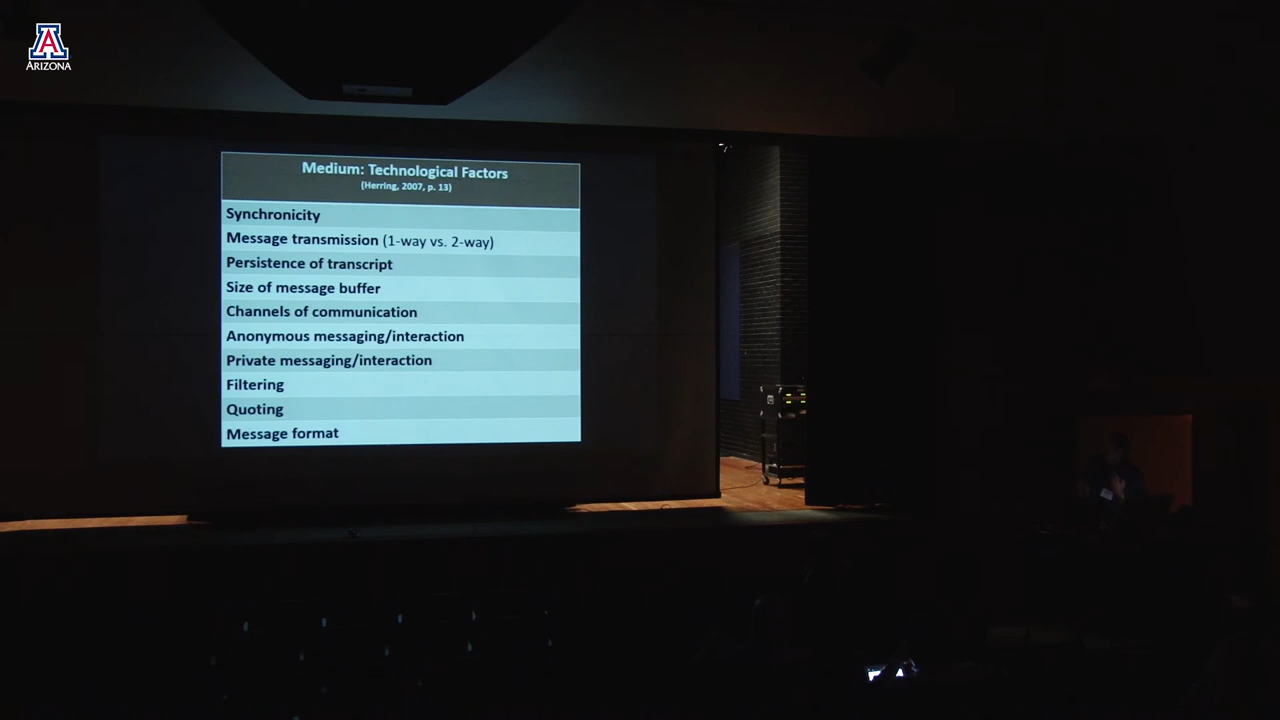 A
ARIZONA
Medium: Technological Factors
(Herring, 2007, p. 13)
Synchronicity
Message transmission (1-way vs. 2-way)
Persistence of transcript
Size of message buffer
Channels of communication
Anonymous messaging/interaction
Private messaging/interaction
Filtering
Quoting
Message format